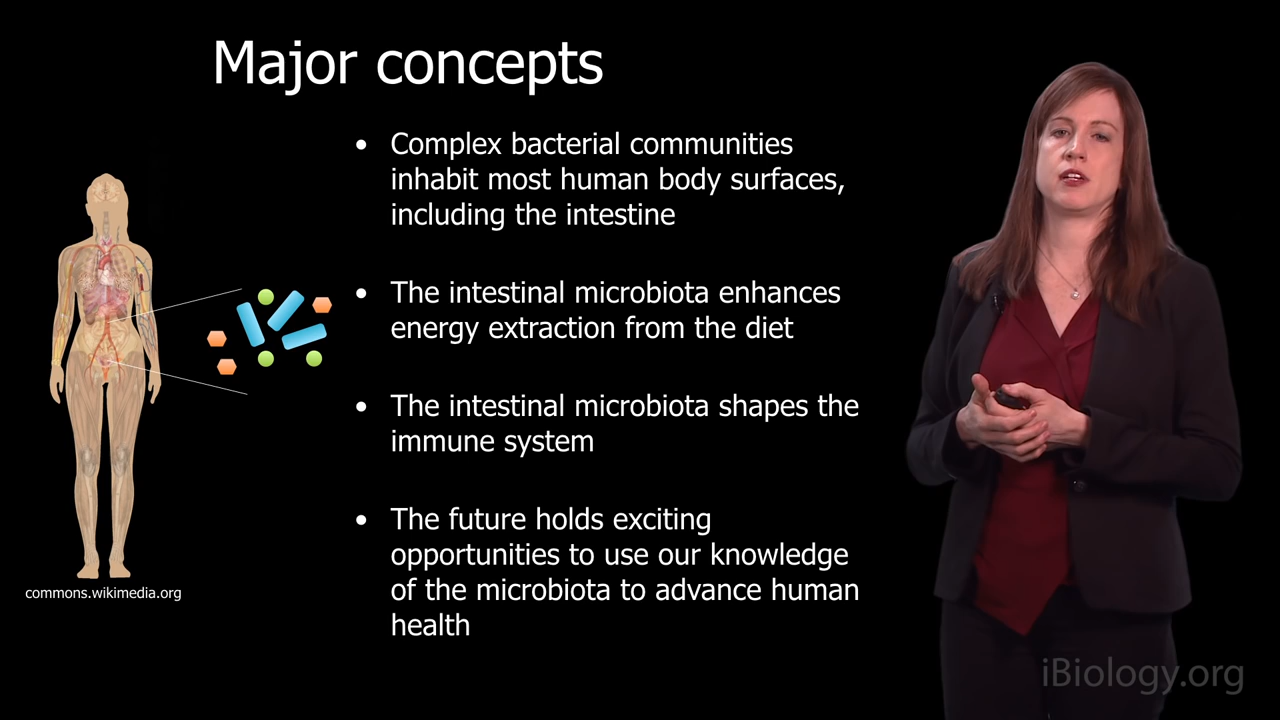 Major concepts
• Complex bacterial communities
inhabit most human body surfaces,
including the intestine
• The intestinal microbiota enhances
energy extraction from the diet
• The intestinal microbiota shapes the
immune system
• The future holds exciting
opportunities to use our knowledge
of the microbiota to advance human
health
commons.wikimedia.org
iBiology.org